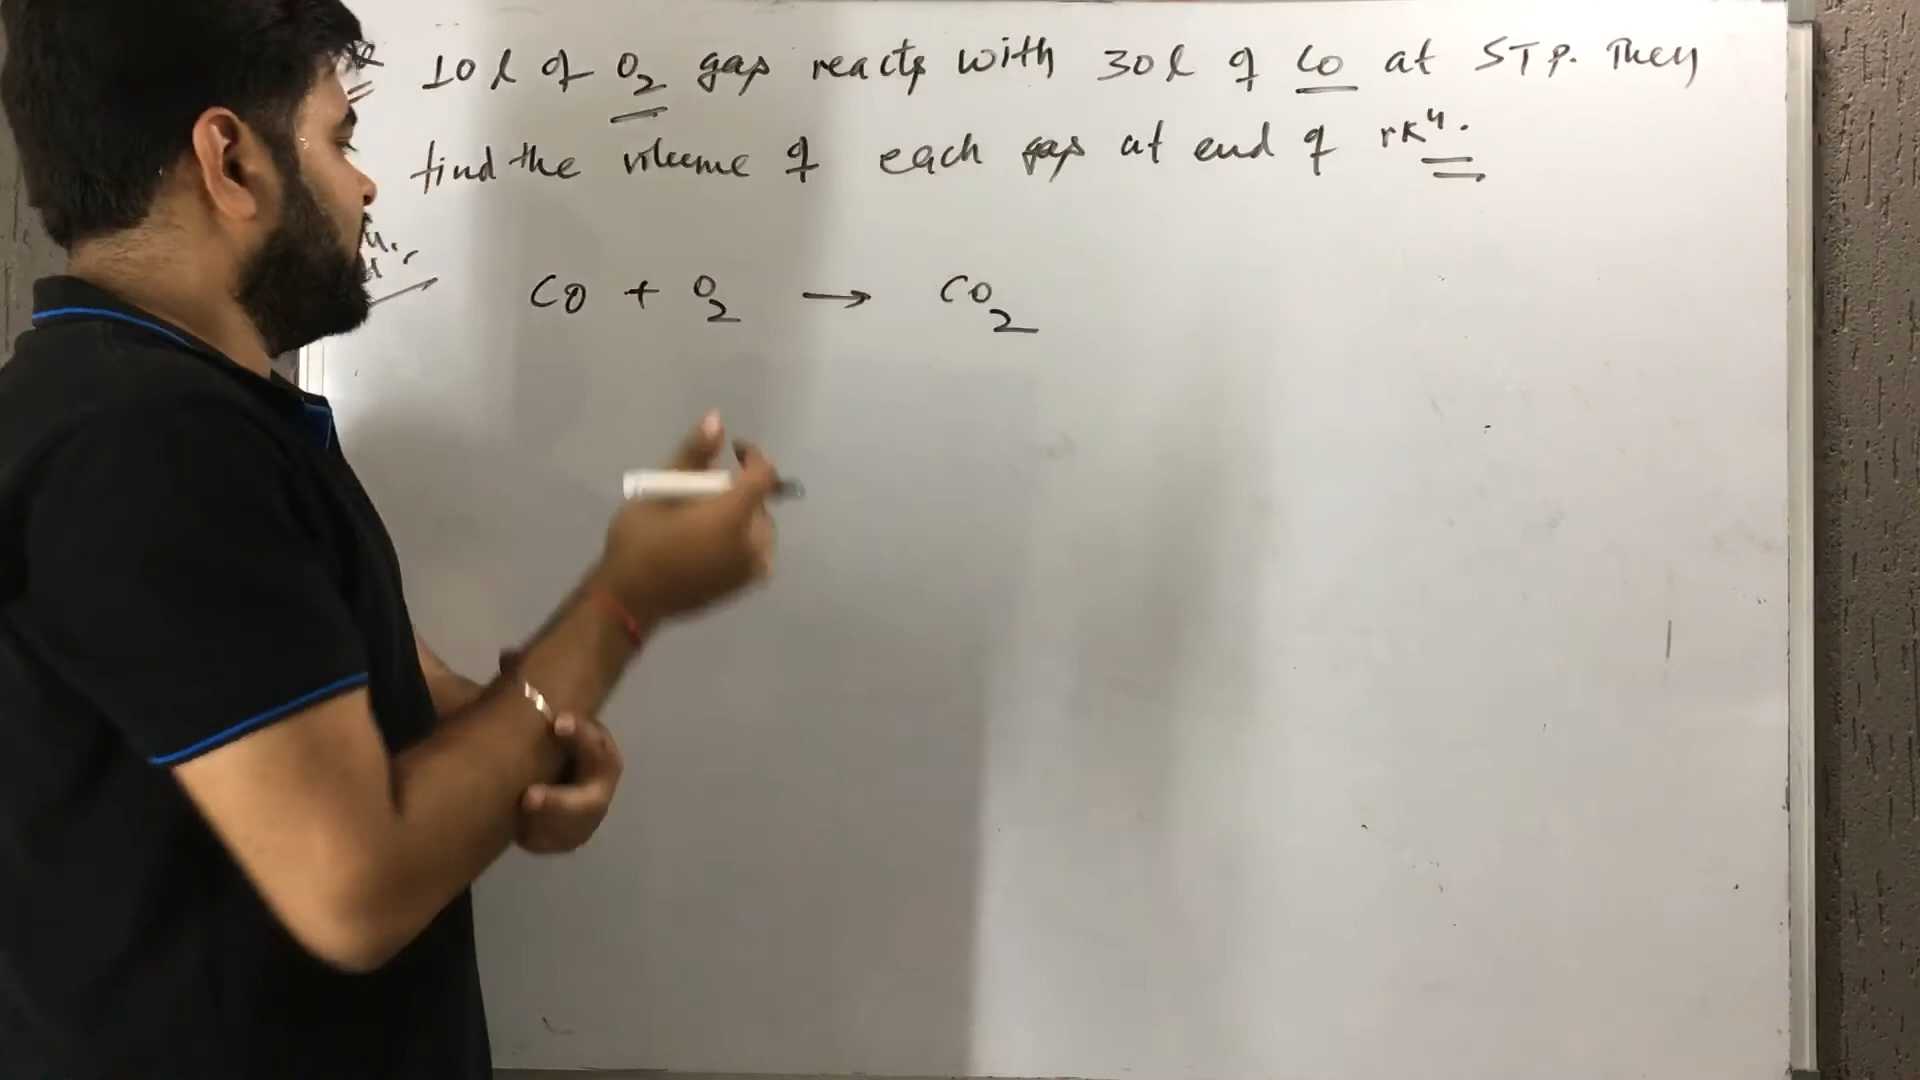 10 l of O2 gas reacts with 30 l of CO at STP. Then
find the volume of each gas at end of rxn.
CO + O2 → CO2